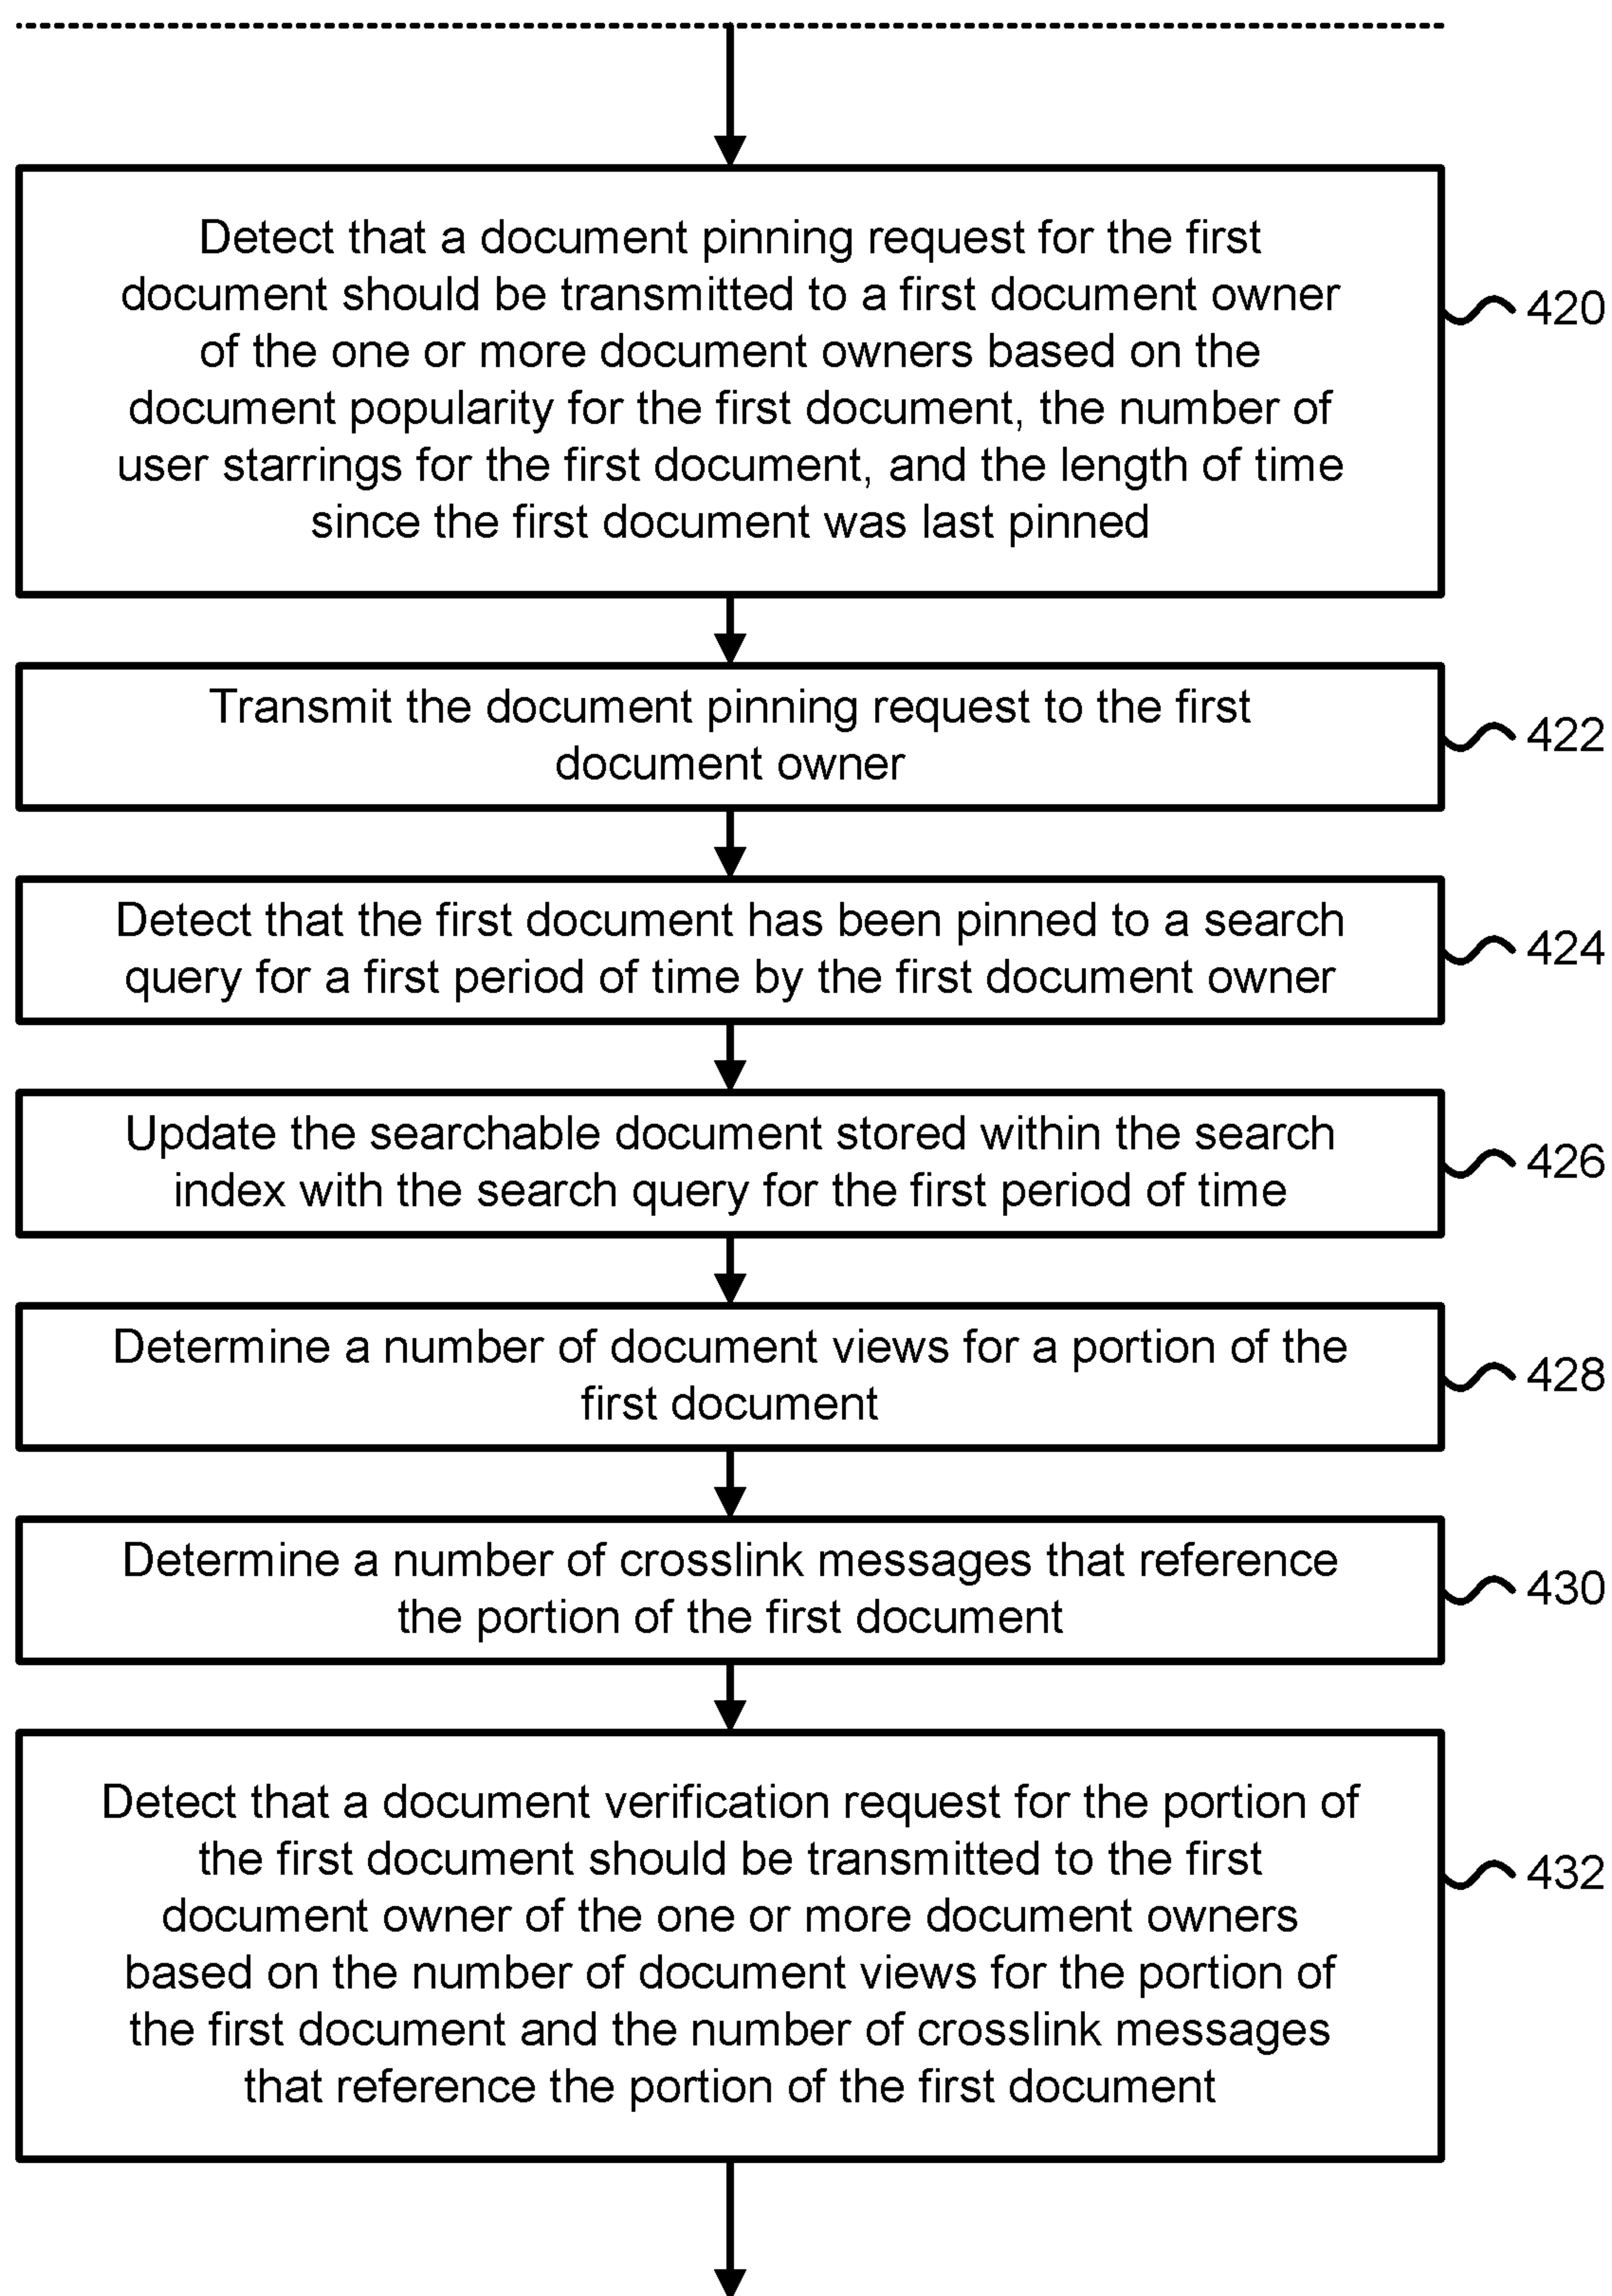 Detect that a document pinning request for the first
document should be transmitted to a first document owner
of the one or more document owners based on the
document popularity for the first document, the number of
user starrings for the first document, and the length of time
since the first document was last pinned
420
Transmit the document pinning request to the first
document owner
422
Detect that the first document has been pinned to a search
query for a first period of time by the first document owner
424
Update the searchable document stored within the search
index with the search query for the first period of time
426
Determine a number of document views for a portion of the
first document
428
Determine a number of crosslink messages that reference
the portion of the first document
430
Detect that a document verification request for the portion of
the first document should be transmitted to the first
document owner of the one or more document owners
based on the number of document views for the portion of
the first document and the number of crosslink messages
that reference the portion of the first document
432